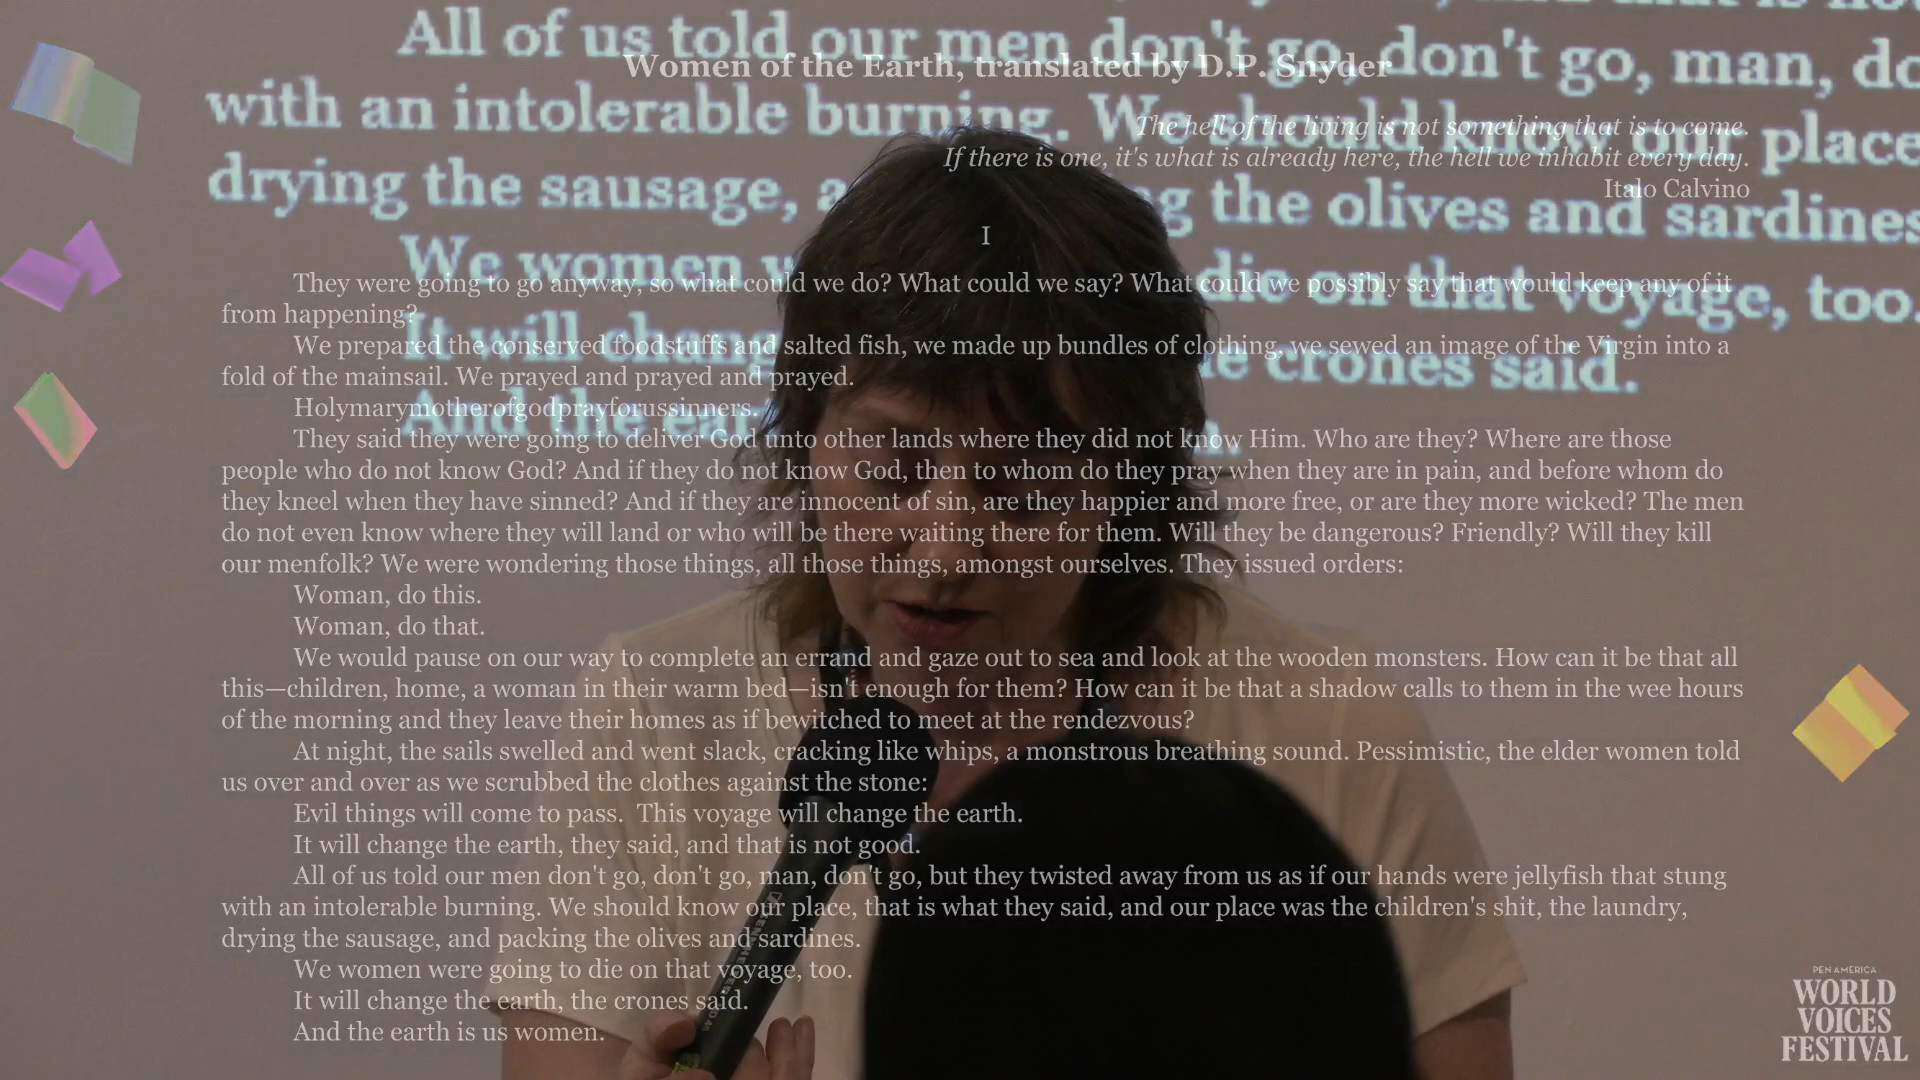 Women of the Earth, translated by D.P. Snyder
The hell of the living is not something that is to come.
If there is one, it's what is already here, the hell we inhabit every day.
Italo Calvino
I
They were going to go anyway, so what could we do? What could we say? What could we possibly say that would keep any of it
from happening?
We prepared the conserved foodstuffs and salted fish, we made up bundles of clothing, we sewed an image of the Virgin into a
fold of the mainsail. We prayed and prayed and prayed.
Holymarymotherofgodprayforussinners.
They said they were going to deliver God unto other lands where they did not know Him. Who are they? Where are those
people who do not know God? And if they do not know God, then to whom do they pray when they are in pain, and before whom do
they kneel when they have sinned? And if they are innocent of sin, are they happier and more free, or are they more wicked? The men
do not even know where they will land or who will be there waiting there for them. Will they be dangerous? Friendly? Will they kill
our menfolk? We were wondering those things, all those things, amongst ourselves. They issued orders:
Woman, do this.
Woman, do that.
We would pause on our way to complete an errand and gaze out to sea and look at the wooden monsters. How can it be that all
this—children, home, a woman in their warm bed—isn't enough for them? How can it be that a shadow calls to them in the wee hours
of the morning and they leave their homes as if bewitched to meet at the rendezvous?
At night, the sails swelled and went slack, cracking like whips, a monstrous breathing sound. Pessimistic, the elder women told
us over and over as we scrubbed the clothes against the stone:
Evil things will come to pass.  This voyage will change the earth.
It will change the earth, they said, and that is not good.
All of us told our men don't go, don't go, man, don't go, but they twisted away from us as if our hands were jellyfish that stung
with an intolerable burning. We should know our place, that is what they said, and our place was the children's shit, the laundry,
drying the sausage, and packing the olives and sardines.
We women were going to die on that voyage, too.
It will change the earth, the crones said.
And the earth is us women.
All of us told our men don't go, don't go, man,
with an intolerable burning. We should know our place
drying the sausage, the olives and sardines
We women die on that voyage, too.
It will crones said.
And the
PEN AMERICA
WORLD
VOICES
FESTIVAL